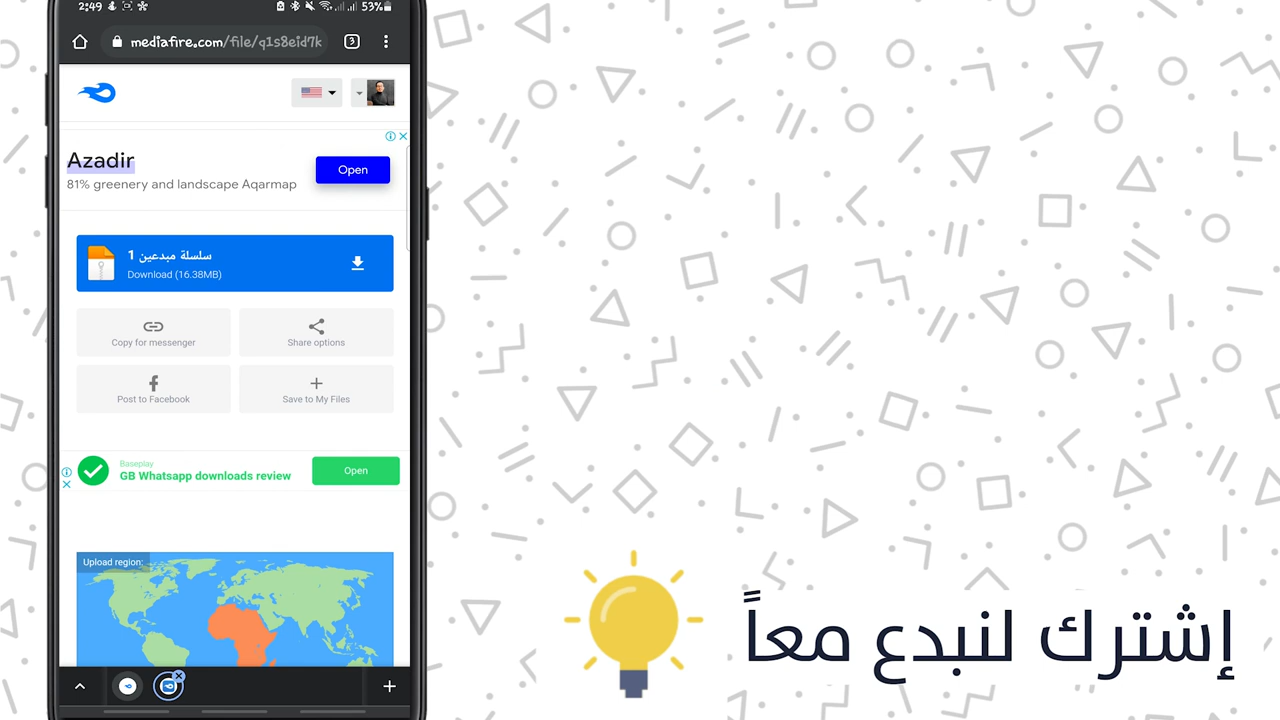 2:49
53%
mediafire.com/file/q1s8eid7k
3
Azadir
81% greenery and landscape Aqarmap
Open
سلسلة مبدعين 1
Download (16.38MB)
Copy for messenger
Share options
Post to Facebook
Save to My Files
Baseplay
GB Whatsapp downloads review
Open
Upload region:
إشترك لنبدع معاً